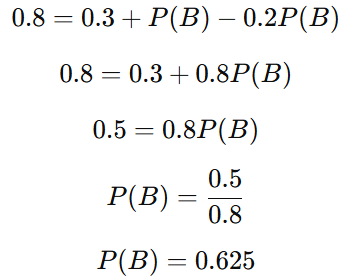 0.8 = 0.3 + P(B) − 0.2P(B)
0.8 = 0.3 + 0.8P(B)
0.5 = 0.8P(B)
P(B) = 0.5/0.8
P(B) = 0.625